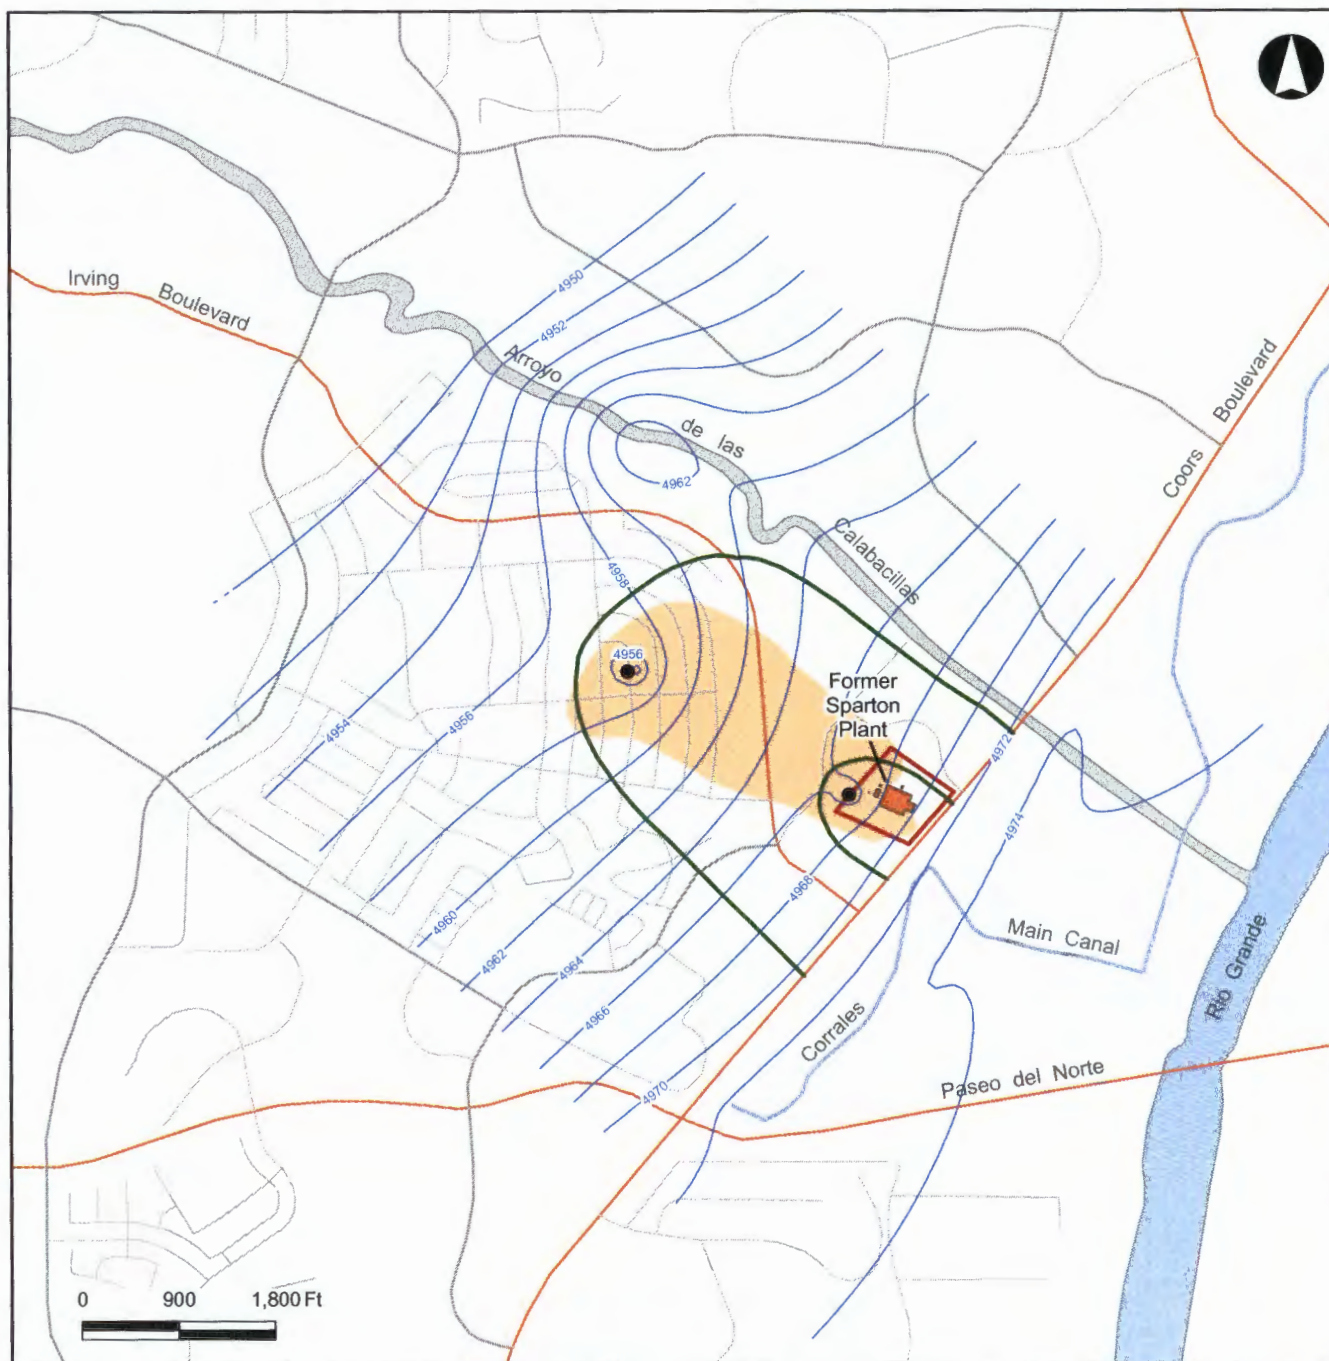 Irving Boulevard
4950
4952
Arroyo de las Calabacillas
Coors Boulevard
4962
4958
4956
Former
Sparton
Plant
4954
4956
4972
4974
4968
4960
4962
4964
4966
4970
Main Canal
Corrales
Rio Grande
Paseo del Norte
0 900 1,800 Ft